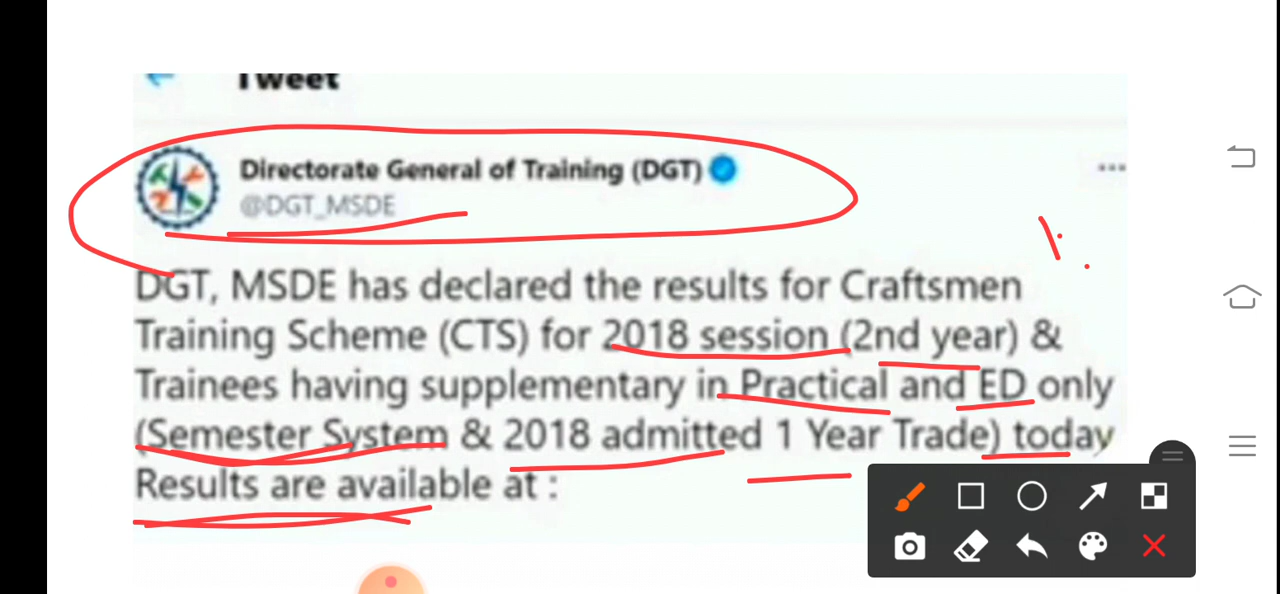 Tweet
Directorate General of Training (DGT)
@DGT_MSDE
DGT, MSDE has declared the results for Craftsmen
Training Scheme (CTS) for 2018 session (2nd year) &
Trainees having supplementary in Practical and ED only
(Semester System & 2018 admitted 1 Year Trade) today
Results are available at :